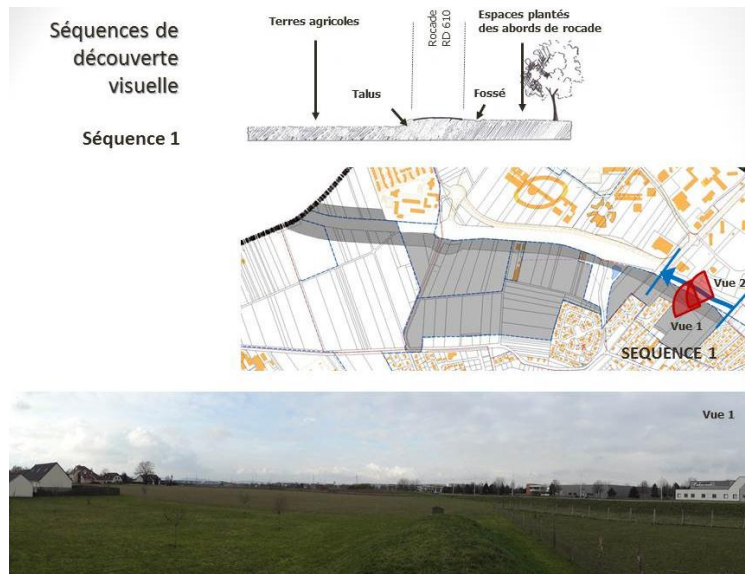 Séquences de
découverte
visuelle
Séquence 1
Terres agricoles
Rocade
RD 610
Espaces plantés
des abords de rocade
Talus
Fossé
Vue 2
Vue 1
SEQUENCE 1
Vue 1